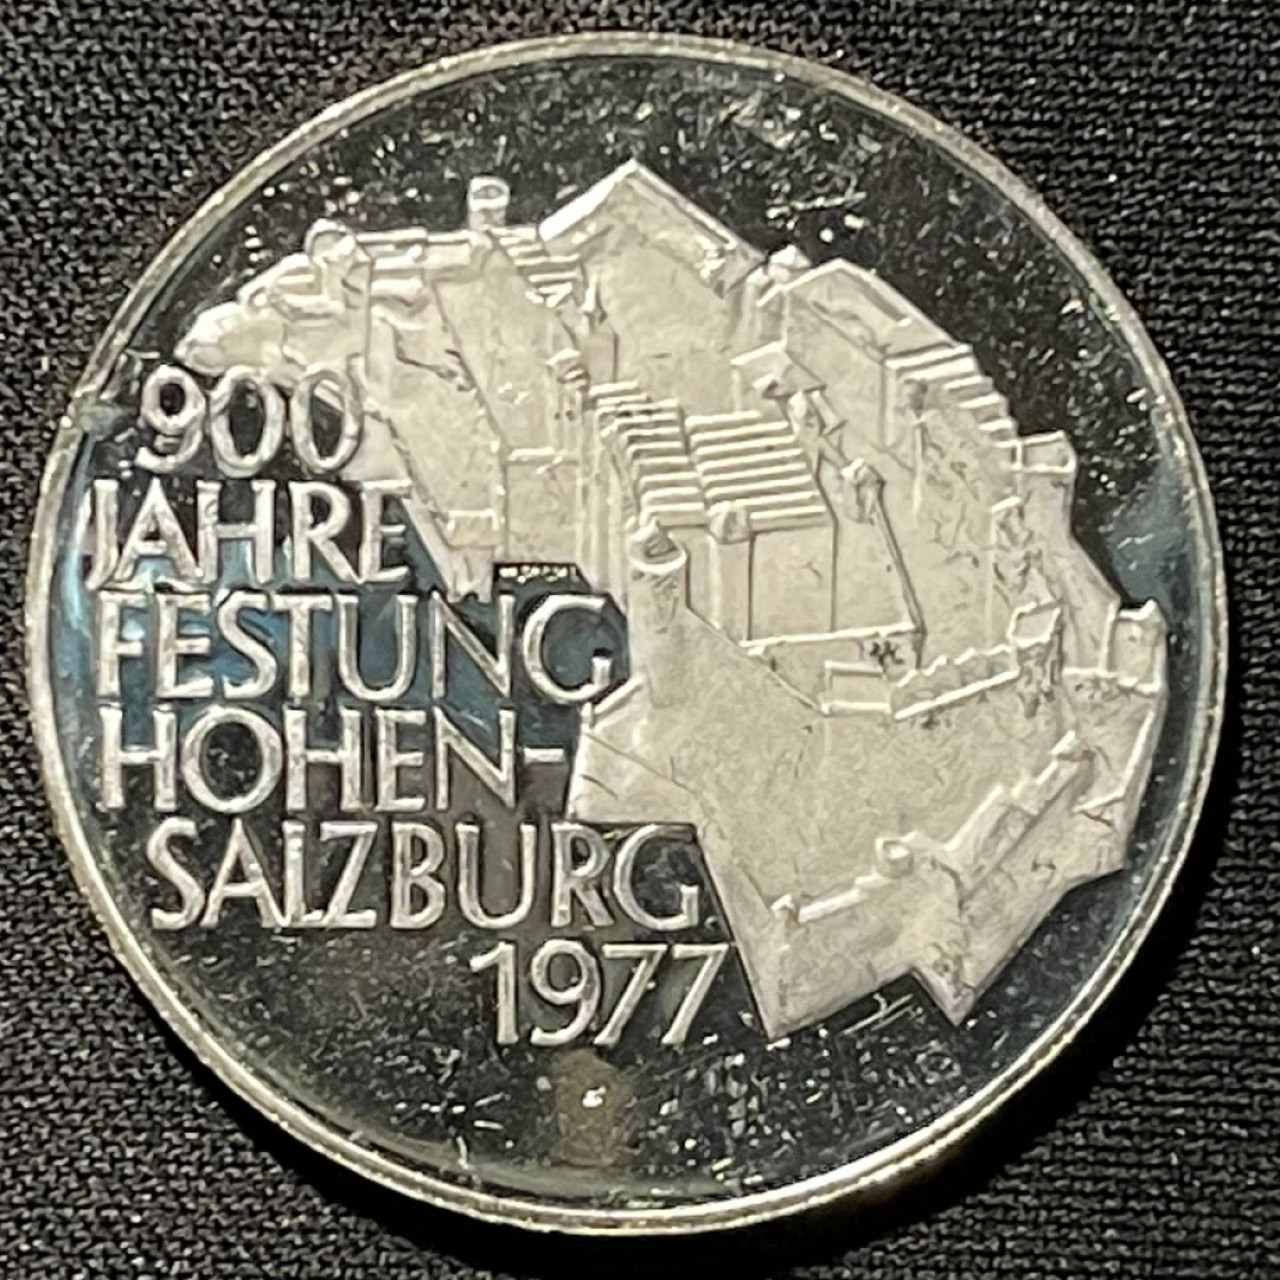 900
JAHRE
FESTUNG
HOHEN-
SALZBURG
1977